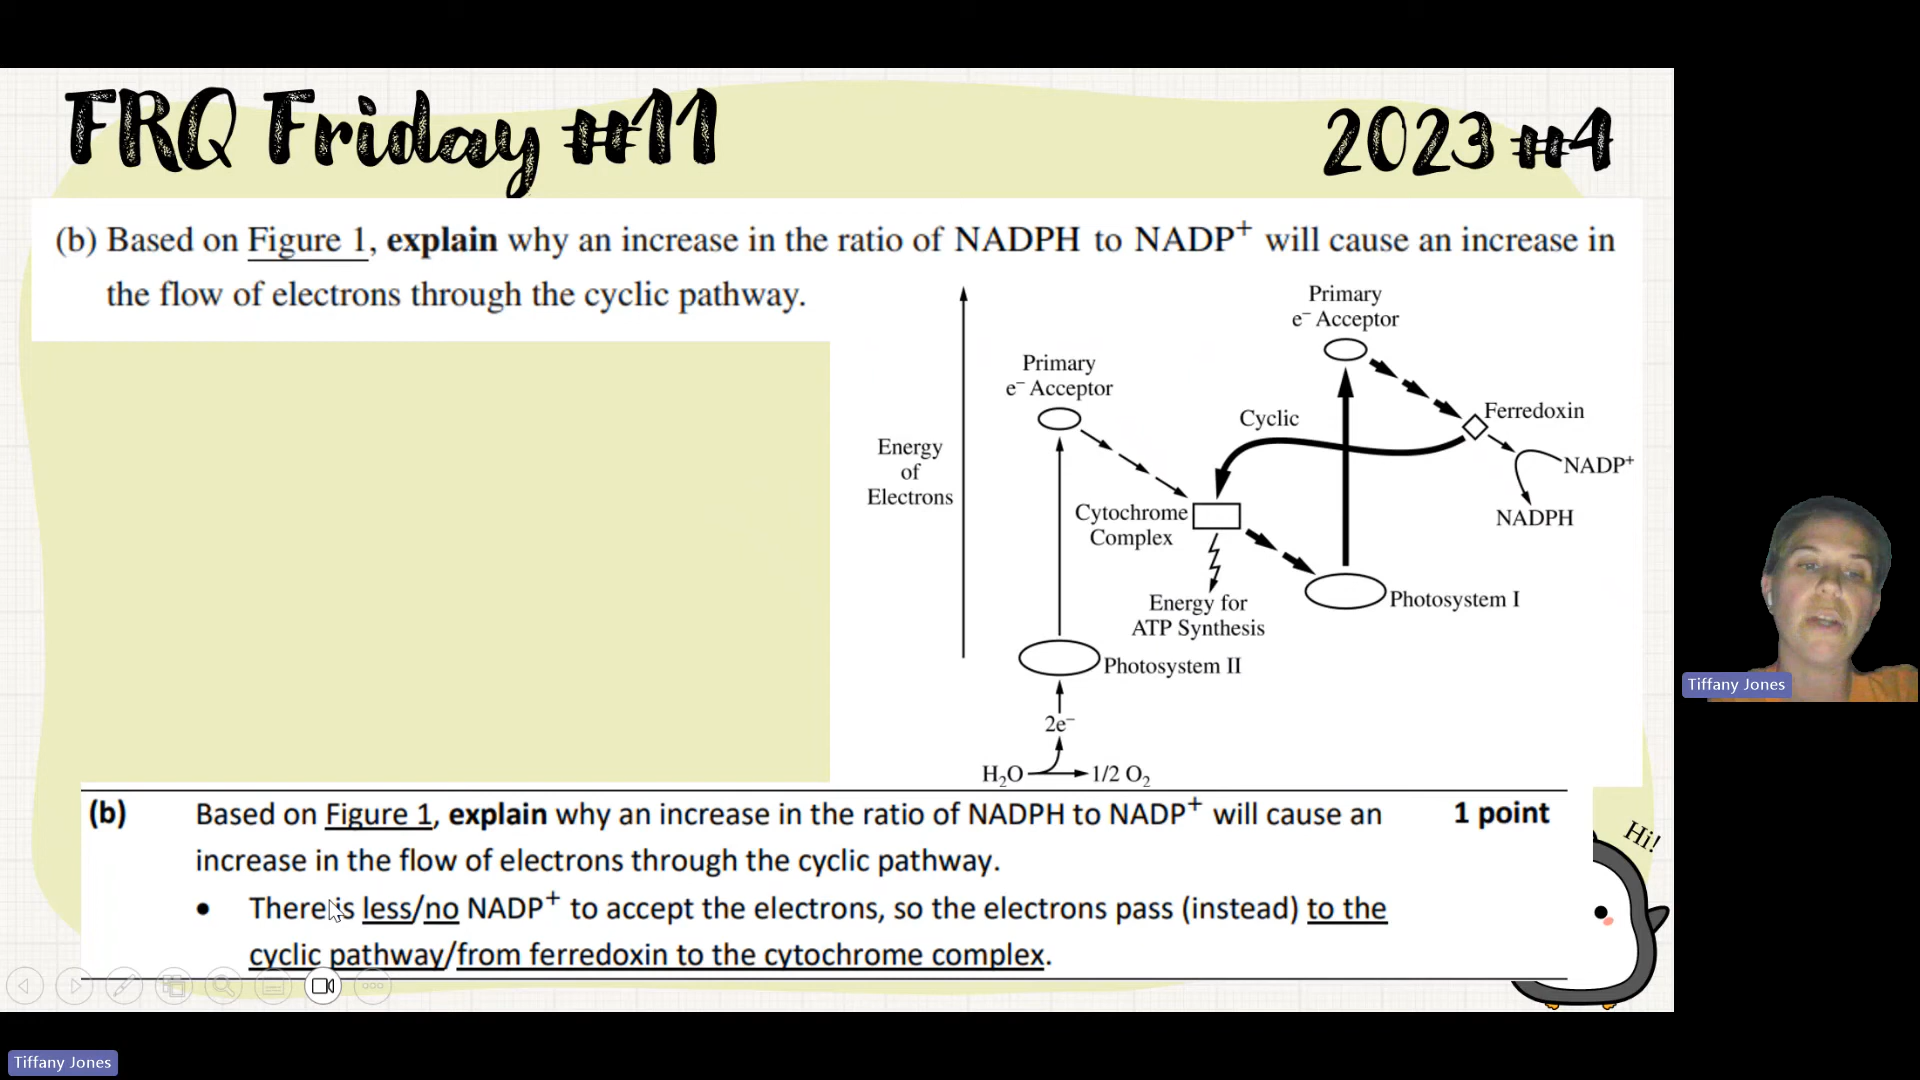 FRQ Friday #11
2023 #4
(b) Based on Figure 1, explain why an increase in the ratio of NADPH to NADP⁺ will cause an increase in
the flow of electrons through the cyclic pathway.
Primary
e⁻ Acceptor
Primary
e⁻ Acceptor
Ferredoxin
Cyclic
Energy
of
Electrons
NADP⁺
NADPH
Cytochrome
Complex
Energy for
ATP Synthesis
Photosystem I
Photosystem II
2e⁻
H₂O
1/2 O₂
(b) Based on Figure 1, explain why an increase in the ratio of NADPH to NADP⁺ will cause an 1 point
increase in the flow of electrons through the cyclic pathway.
• There is less/no NADP⁺ to accept the electrons, so the electrons pass (instead) to the
cyclic pathway/from ferredoxin to the cytochrome complex.
Hi!
Tiffany Jones
Tiffany Jones